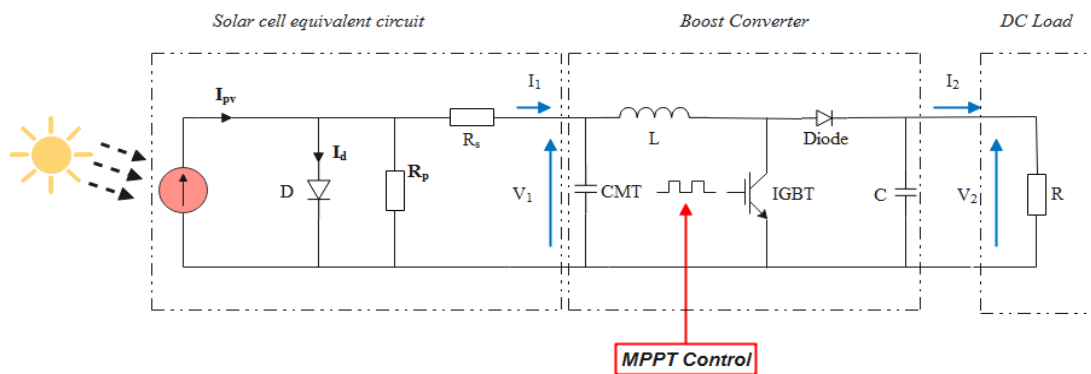 Solar cell equivalent circuit
Boost Converter
DC Load
I₁
I₂
Iₚᵥ
Rₛ
L
Diode
I_d
Rₚ
D
V₁
CMT
IGBT
C
V₂
R
MPPT Control